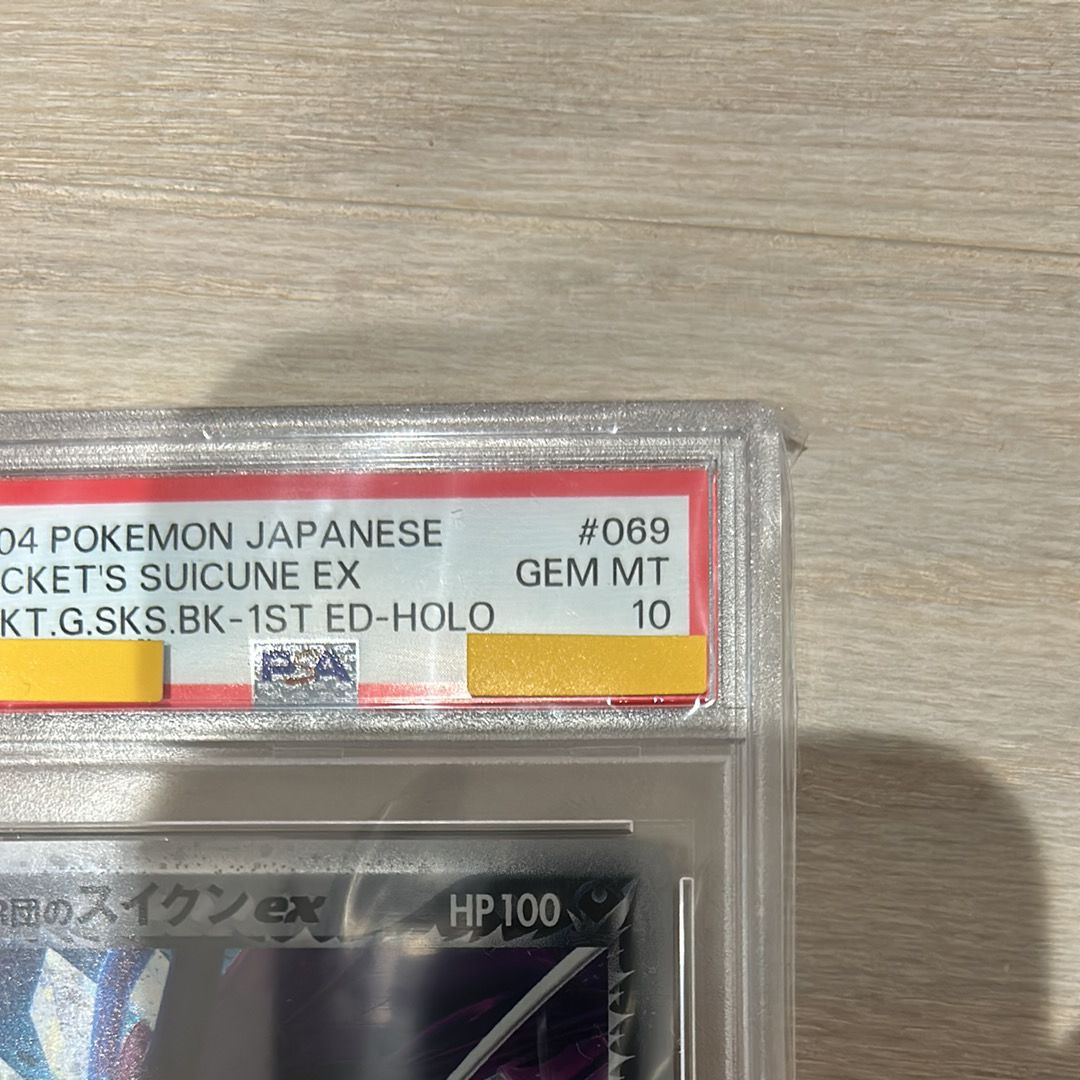 04 POKEMON JAPANESE #069
CKET'S SUICUNE EX GEM MT
KT.G.SKS.BK-1ST ED-HOLO 10
PSA
団のスイクンex HP100